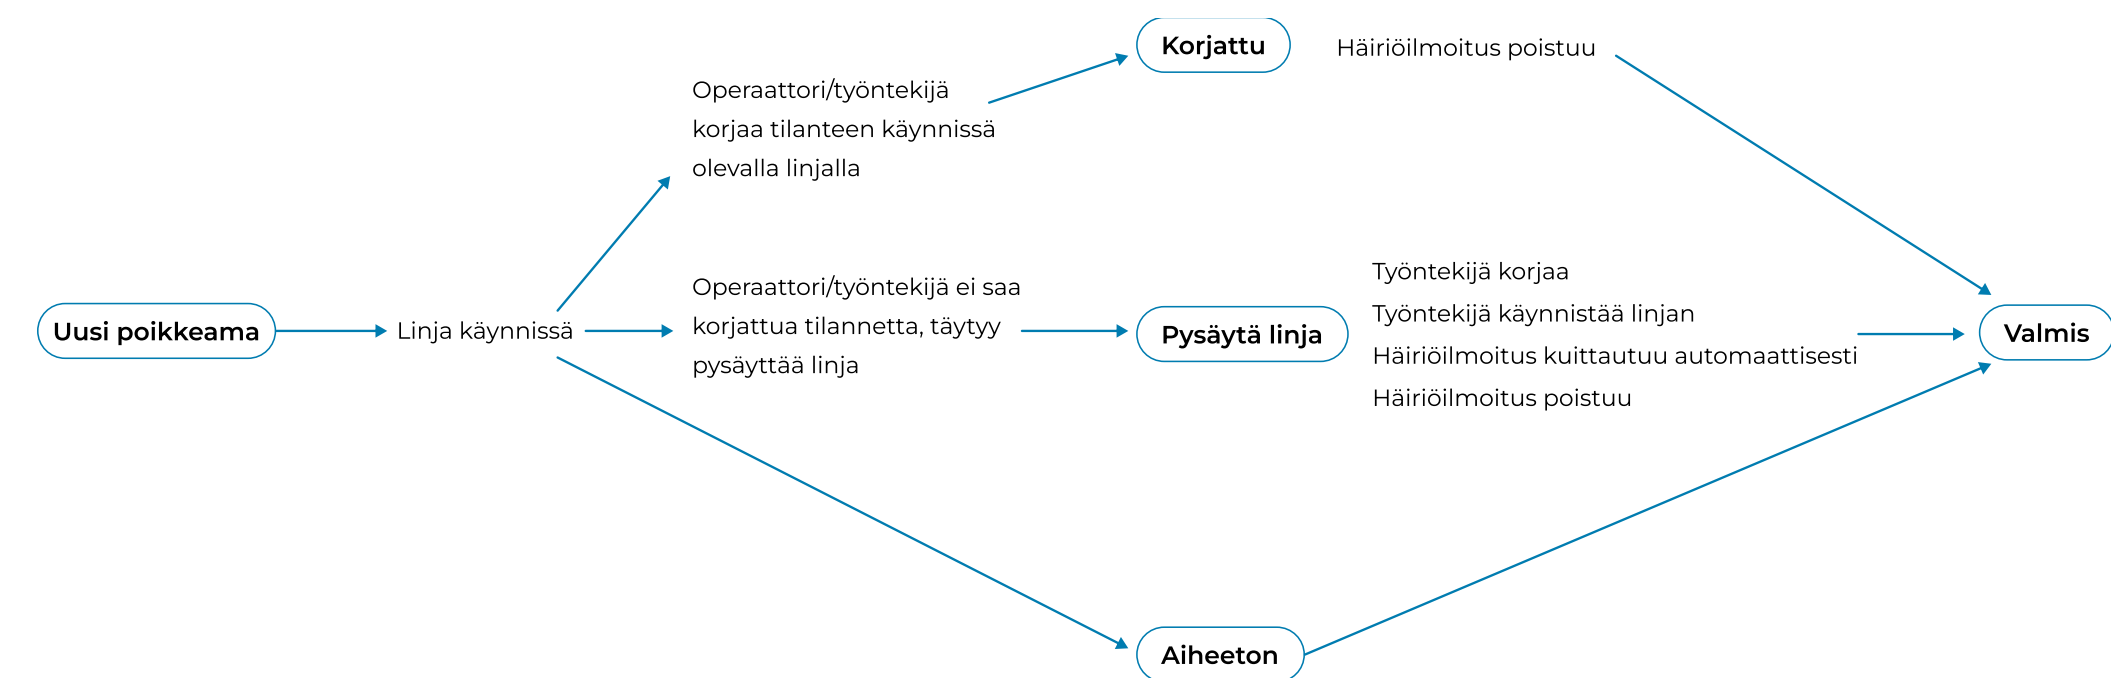 Uusi poikkeama
Linja käynnissä
Operaattori/työntekijä
korjaa tilanteen käynnissä
olevalla linjalla
Korjattu
Häiriöilmoitus poistuu
Operaattori/työntekijä ei saa
korjattua tilannetta, täytyy
pysäyttää linja
Pysäytä linja
Työntekijä korjaa
Työntekijä käynnistää linjan
Häiriöilmoitus kuittautuu automaattisesti
Häiriöilmoitus poistuu
Aiheeton
Valmis